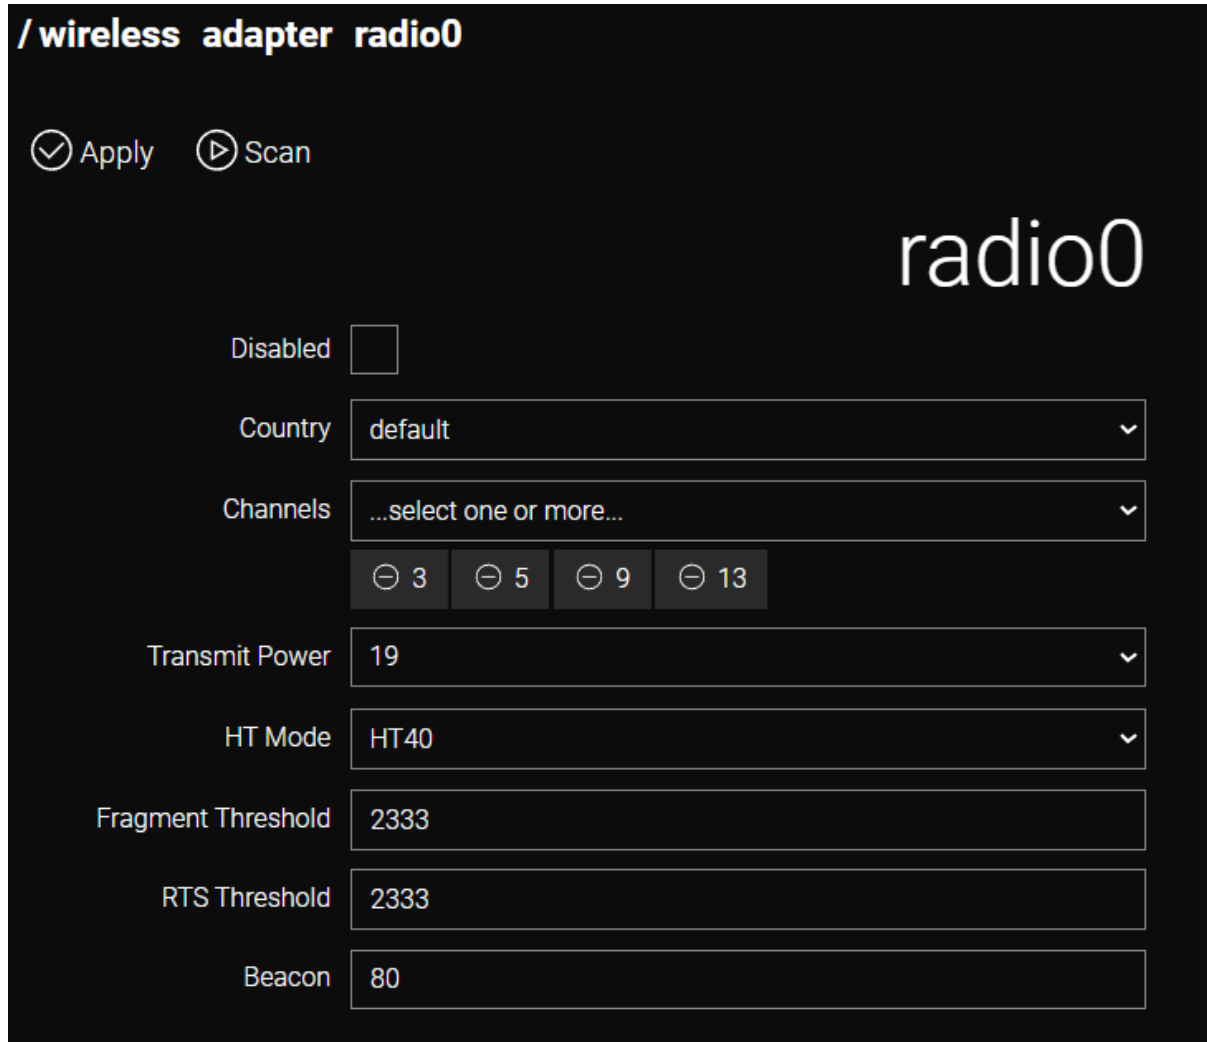 /wireless adapter radio0
Apply Scan
radio0
Disabled
Country default
Channels ...select one or more...
3 5 9 13
Transmit Power 19
HT Mode HT40
Fragment Threshold 2333
RTS Threshold 2333
Beacon 80